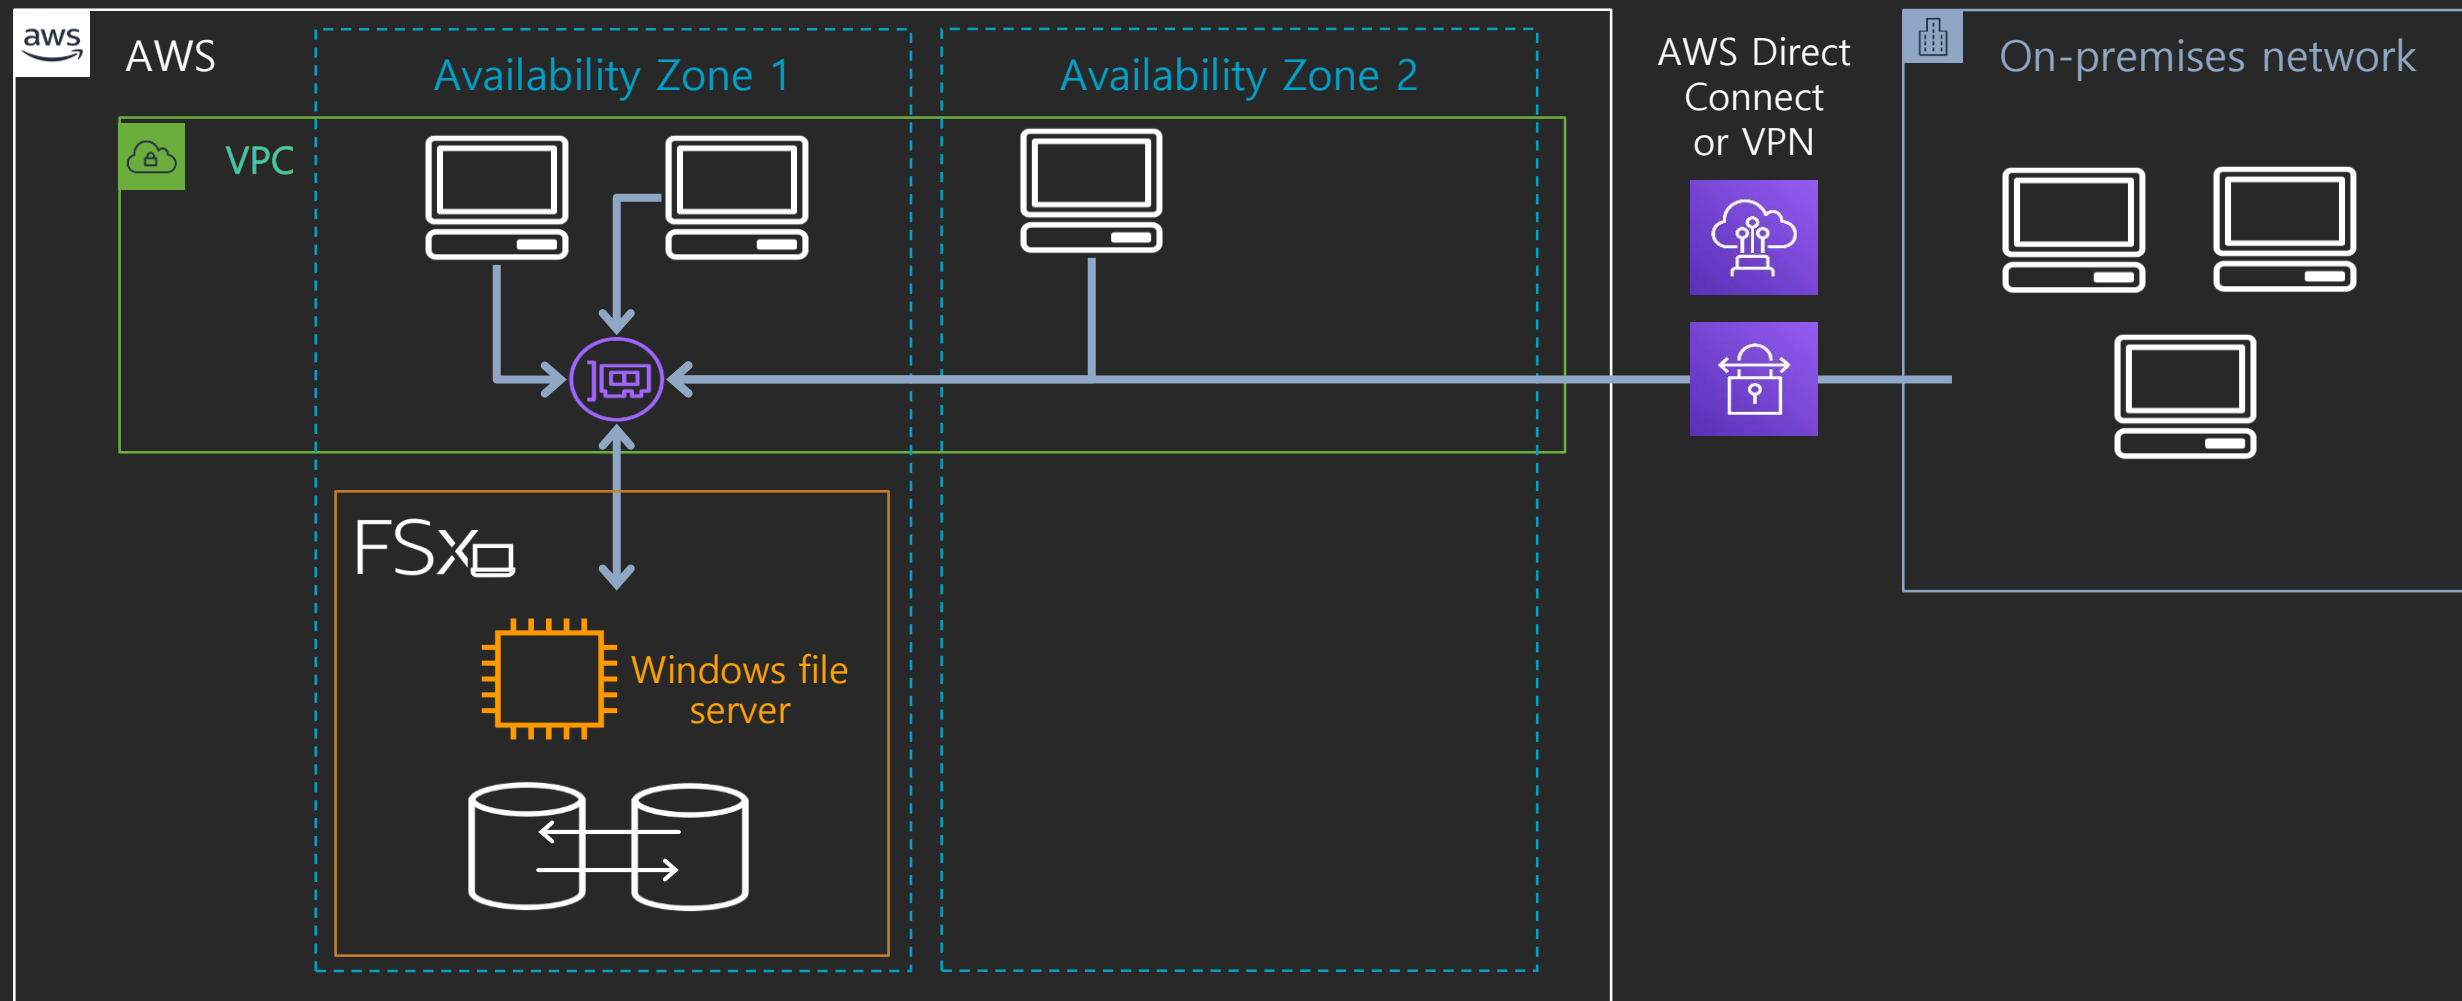 aws
AWS
Availability Zone 1
Availability Zone 2
AWS Direct
Connect
or VPN
On-premises network
VPC
FSx
Windows file
server